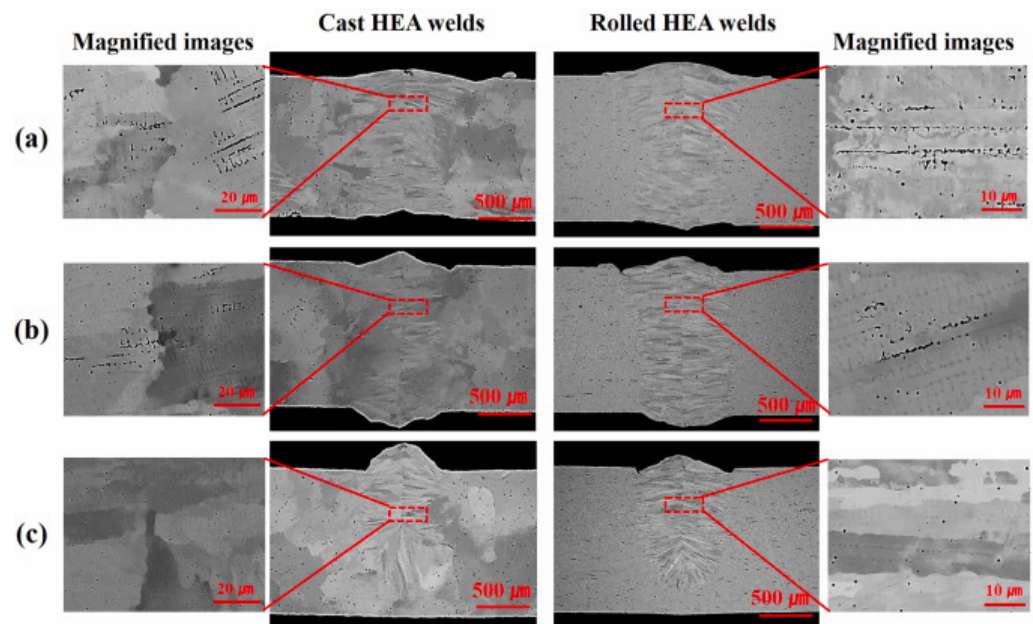 Cast HEA welds Rolled HEA welds
Magnified images Magnified images
(a)
20 ㎛ 500 ㎛ 500 ㎛ 10 ㎛
(b)
20 ㎛ 500 ㎛ 500 ㎛ 10 ㎛
(c)
20 ㎛ 500 ㎛ 500 ㎛ 10 ㎛